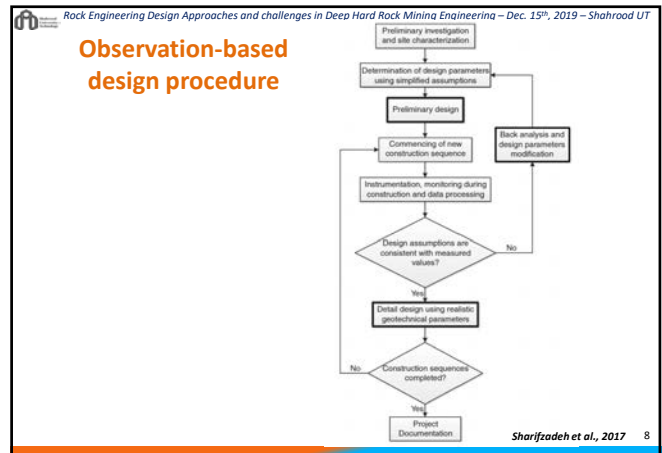 Rock Engineering Design Approaches and challenges in Deep Hard Rock Mining Engineering – Dec. 15th, 2019 – Shahrood UT
Observation-based
design procedure
Preliminary investigation
and site characterization
Determination of design parameters
using simplified assumptions
Preliminary design
Back analysis and
design parameters
modification
Commencing of new
construction sequence
Instrumentation, monitoring during
construction and data processing
Design assumptions are
consistent with measured
values?
No
Yes
Detail design using realistic
geotechnical parameters
No
Construction sequences
completed?
Yes
Project
Documentation
Sharifzadeh et al., 2017
8